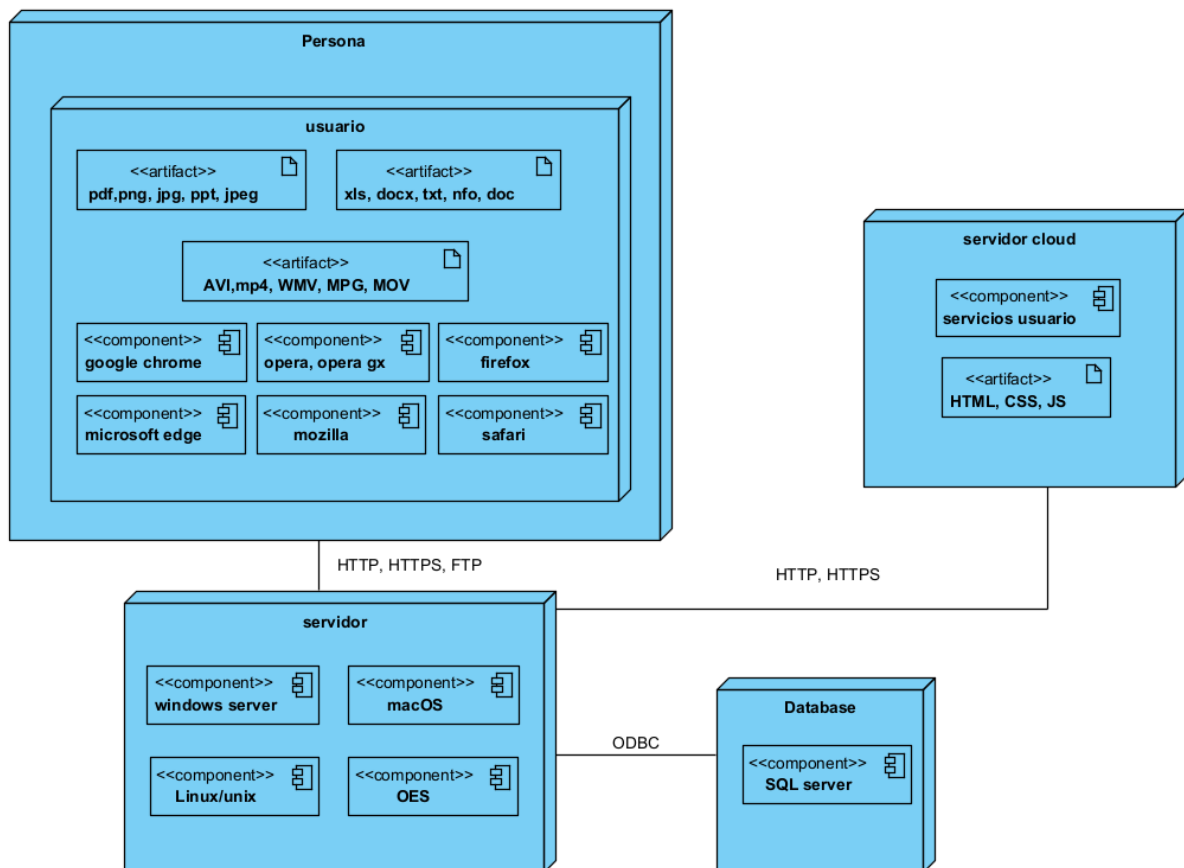 Persona
usuario
<<artifact>>
pdf,png, jpg, ppt, jpeg
<<artifact>>
xls, docx, txt, nfo, doc
<<artifact>>
AVI,mp4, WMV, MPG, MOV
<<component>>
google chrome
<<component>>
opera, opera gx
<<component>>
firefox
<<component>>
microsoft edge
<<component>>
mozilla
<<component>>
safari
servidor cloud
<<component>>
servicios usuario
<<artifact>>
HTML, CSS, JS
HTTP, HTTPS, FTP
HTTP, HTTPS
servidor
<<component>>
windows server
<<component>>
macOS
<<component>>
Linux/unix
<<component>>
OES
ODBC
Database
<<component>>
SQL server